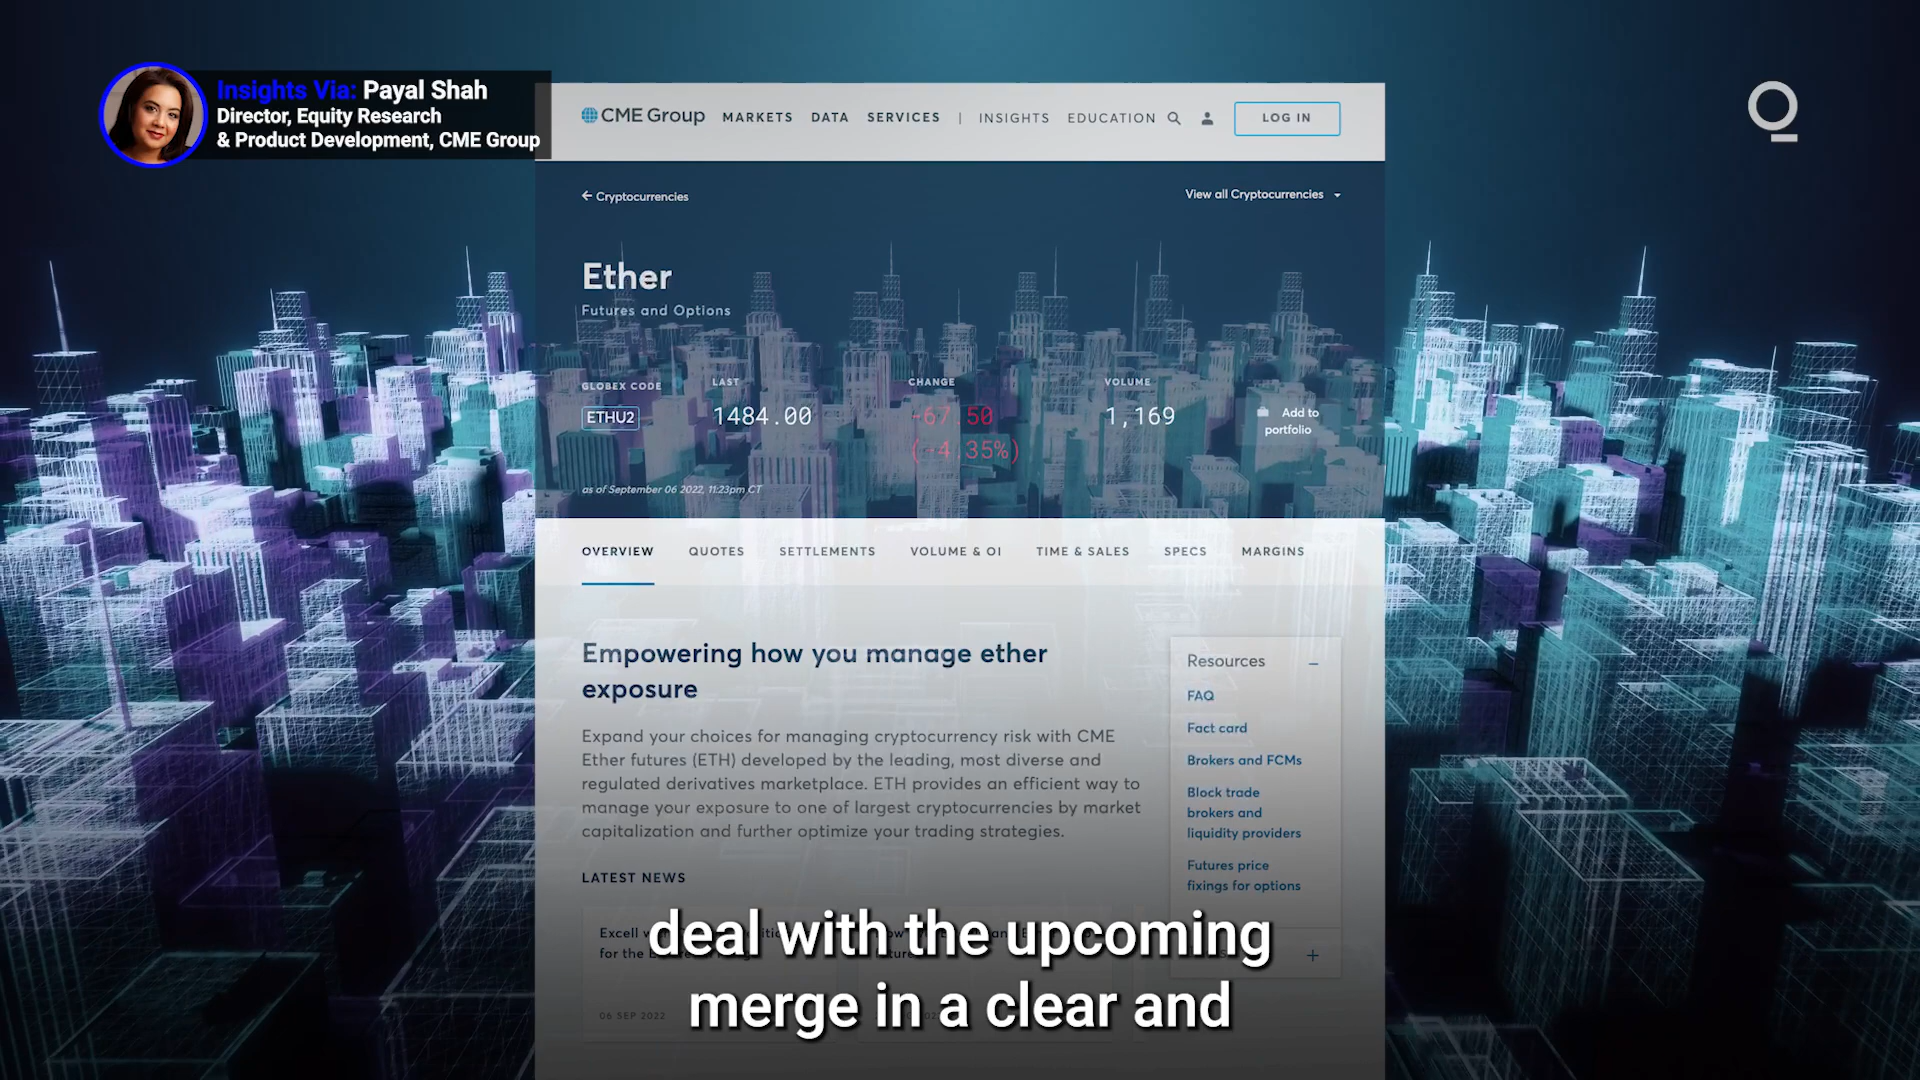 Insights Via: Payal Shah
Director, Equity Research
& Product Development, CME Group
CME Group MARKETS DATA SERVICES | INSIGHTS EDUCATION LOG IN
Cryptocurrencies
View all Cryptocurrencies
Ether
Futures and Options
GLOBEX CODE LAST CHANGE VOLUME
ETHU2 1484.00 -67.50 1,169 Add to
(-4.35%) portfolio
as of September 06 2022, 11:23pm CT
OVERVIEW QUOTES SETTLEMENTS VOLUME & OI TIME & SALES SPECS MARGINS
Empowering how you manage ether
exposure
Expand your choices for managing cryptocurrency risk with CME
Ether futures (ETH) developed by the leading, most diverse and
regulated derivatives marketplace. ETH provides an efficient way to
manage your exposure to one of largest cryptocurrencies by market
capitalization and further optimize your trading strategies.
Resources
FAQ
Fact card
Brokers and FCMs
Block trade
brokers and
liquidity providers
Futures price
fixings for options
LATEST NEWS
for the
06 SEP 2022
deal with the upcoming
merge in a clear and